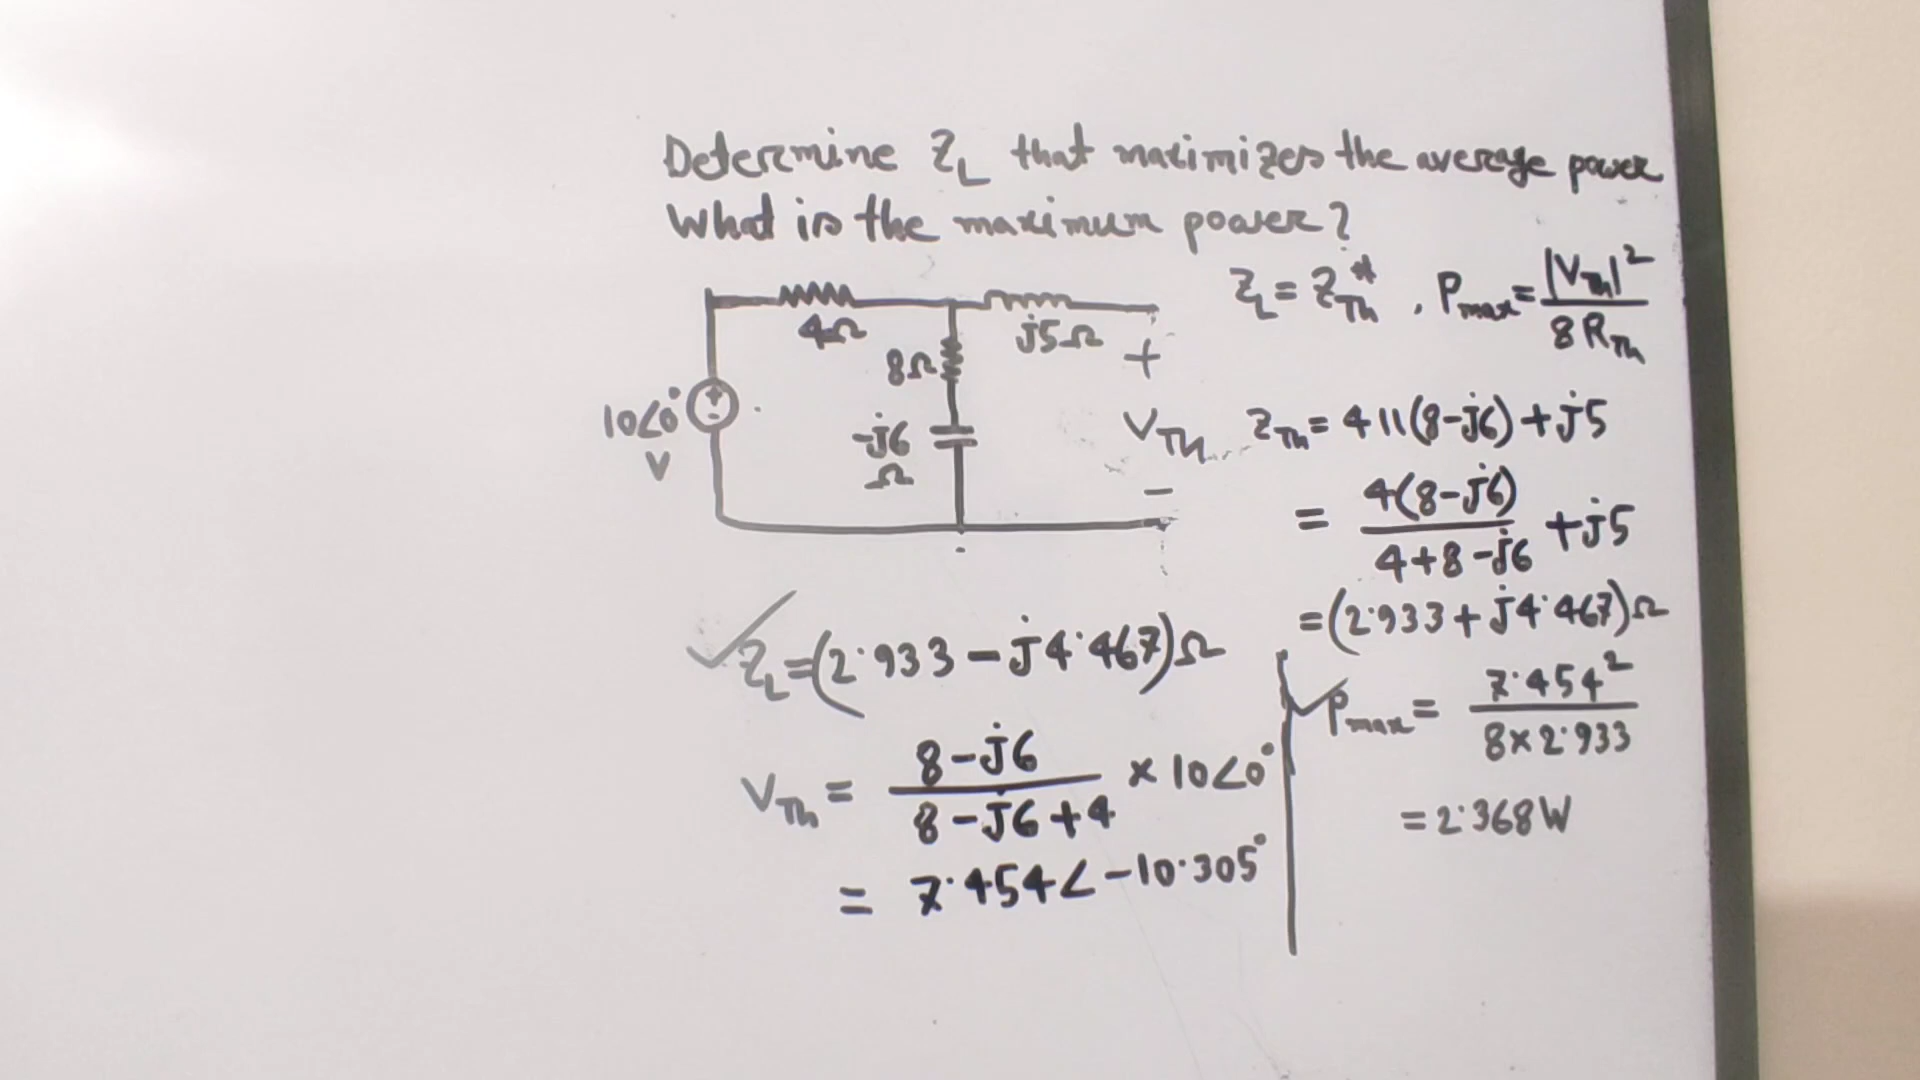 Determine Z_L that maximizes the average power
What is the maximum power?
Z_L = Z_Th^* , P_max = |V_Th|^2 / 8 R_Th
4Ω
j5Ω
8Ω
+
10∠0° V
+
-
-j6 Ω
V_Th
-
Z_Th = 4 || (8-j6) + j5
= 4(8-j6) / 4+8-j6 + j5
= (2.933 + j4.467)Ω
✓ Z_L = (2.933 - j4.467)Ω
V_Th = 8-j6 / 8-j6+4 × 10∠0°
= 7.454∠-10.305°
✓ P_max = 7.454^2 / 8×2.933
= 2.368W